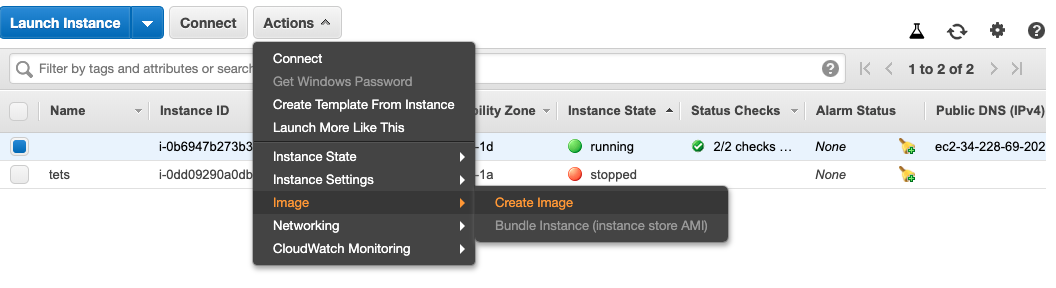 Launch Instance Connect Actions
Connect
Filter by tags and attributes or search 1 to 2 of 2
Get Windows Password
Create Template From Instance
Name Instance ID bility Zone Instance State Status Checks Alarm Status Public DNS (IPv4)
Launch More Like This
i-0b6947b273b3 -1d running 2/2 checks ... None ec2-34-228-69-202
Instance State
tets i-0dd09290a0db -1a stopped None
Instance Settings
Image Create Image
Networking Bundle Instance (instance store AMI)
CloudWatch Monitoring